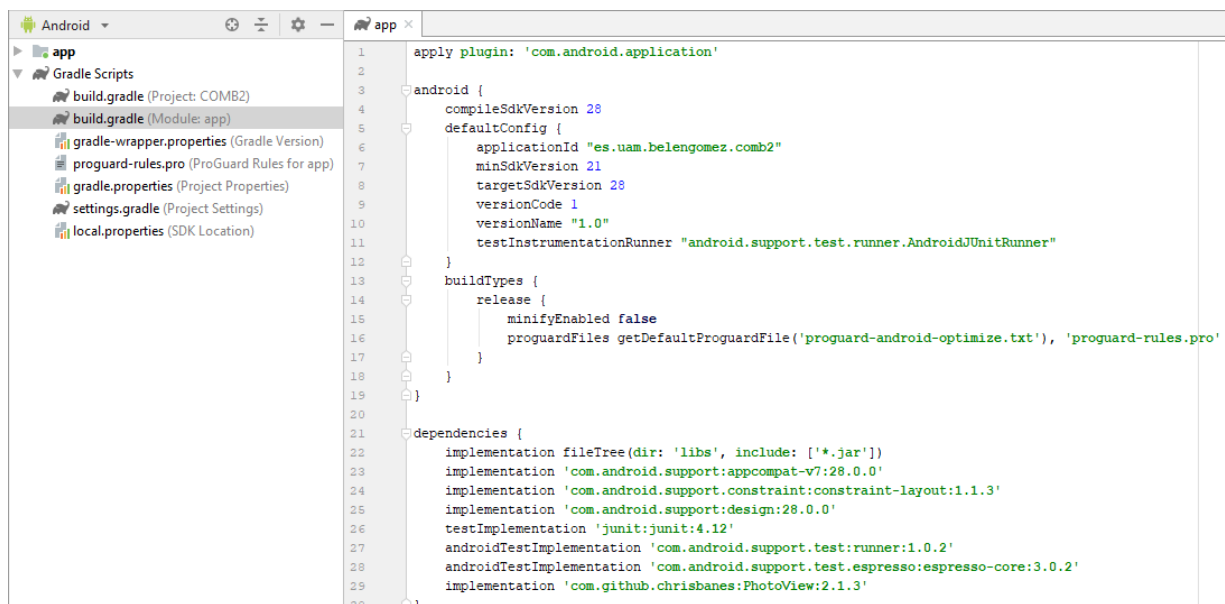 Android
app
Gradle Scripts
build.gradle (Project: COMB2)
build.gradle (Module: app)
gradle-wrapper.properties (Gradle Version)
proguard-rules.pro (ProGuard Rules for app)
gradle.properties (Project Properties)
settings.gradle (Project Settings)
local.properties (SDK Location)
app
1 apply plugin: 'com.android.application'
2
3 android {
4 compileSdkVersion 28
5 defaultConfig {
6 applicationId "es.uam.belengomez.comb2"
7 minSdkVersion 21
8 targetSdkVersion 28
9 versionCode 1
10 versionName "1.0"
11 testInstrumentationRunner "android.support.test.runner.AndroidJUnitRunner"
12 }
13 buildTypes {
14 release {
15 minifyEnabled false
16 proguardFiles getDefaultProguardFile('proguard-android-optimize.txt'), 'proguard-rules.pro'
17 }
18 }
19 }
20
21 dependencies {
22 implementation fileTree(dir: 'libs', include: ['*.jar'])
23 implementation 'com.android.support:appcompat-v7:28.0.0'
24 implementation 'com.android.support.constraint:constraint-layout:1.1.3'
25 implementation 'com.android.support:design:28.0.0'
26 testImplementation 'junit:junit:4.12'
27 androidTestImplementation 'com.android.support.test:runner:1.0.2'
28 androidTestImplementation 'com.android.support.test.espresso:espresso-core:3.0.2'
29 implementation 'com.github.chrisbanes:PhotoView:2.1.3'